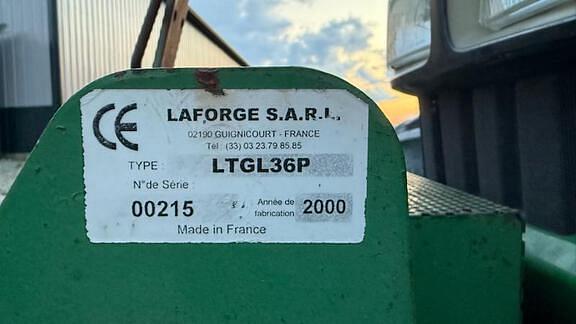 CE LAFORGE S.A.R.L.
02190 GUIGNICOURT - FRANCE
Tél : (33) 03.23.79.85.85
TYPE : LTGL36P
N°de Série :
00215 Année de fabrication 2000
Made in France